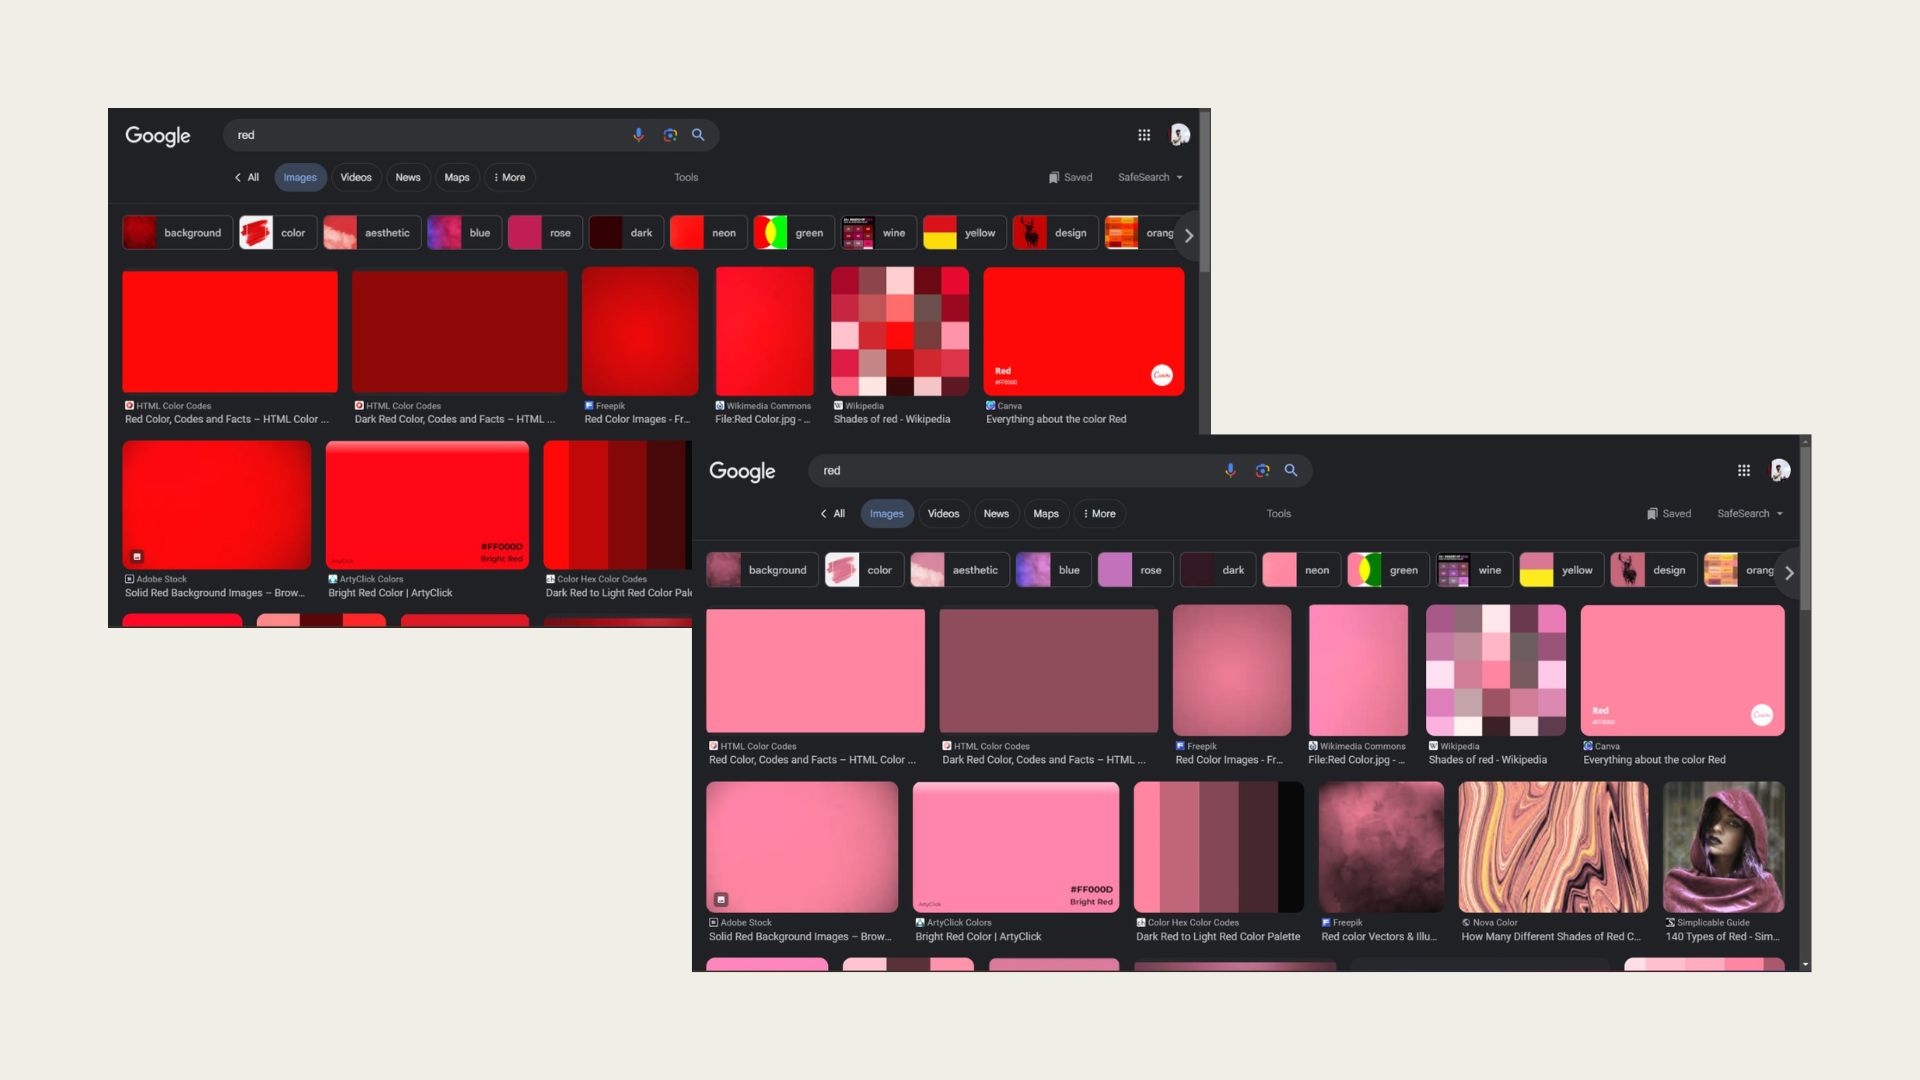 Google
red
All Images Videos News Maps More Tools Saved SafeSearch
background color aesthetic blue rose dark neon green wine yellow design orang
Red
#FF0000
Canva
HTML Color Codes
Red Color, Codes and Facts – HTML Color ...
HTML Color Codes
Dark Red Color, Codes and Facts – HTML ...
Freepik
Red Color Images - Fr...
Wikimedia Commons
File:Red Color.jpg - ...
Wikipedia
Shades of red - Wikipedia
Canva
Everything about the color Red
#FF000D
Bright Red
ArtyClick
Adobe Stock
Solid Red Background Images – Brow...
ArtyClick Colors
Bright Red Color | ArtyClick
Color Hex Color Codes
Dark Red to Light Red Color Pale
Google
red
All Images Videos News Maps More Tools Saved SafeSearch
background color aesthetic blue rose dark neon green wine yellow design orang
Red
#FF0000
Canva
HTML Color Codes
Red Color, Codes and Facts – HTML Color ...
HTML Color Codes
Dark Red Color, Codes and Facts – HTML ...
Freepik
Red Color Images - Fr...
Wikimedia Commons
File:Red Color.jpg - ...
Wikipedia
Shades of red - Wikipedia
Canva
Everything about the color Red
#FF000D
Bright Red
ArtyClick
Adobe Stock
Solid Red Background Images – Brow...
ArtyClick Colors
Bright Red Color | ArtyClick
Color Hex Color Codes
Dark Red to Light Red Color Palette
Freepik
Red color Vectors & Illu...
Nova Color
How Many Different Shades of Red C...
Simplicable Guide
140 Types of Red - Sim...